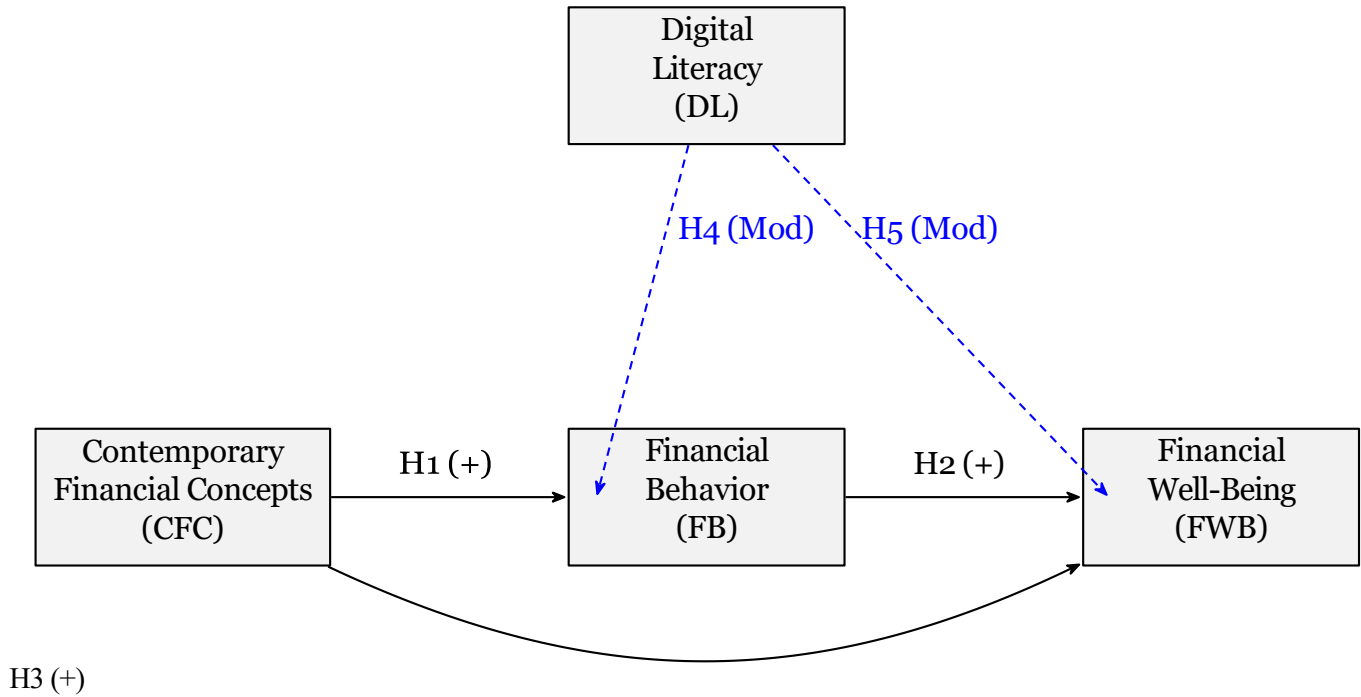 Digital
Literacy
(DL)
H4 (Mod)
H5 (Mod)
Contemporary
Financial Concepts
(CFC)
H1 (+)
Financial
Behavior
(FB)
H2 (+)
Financial
Well-Being
(FWB)
H3 (+)